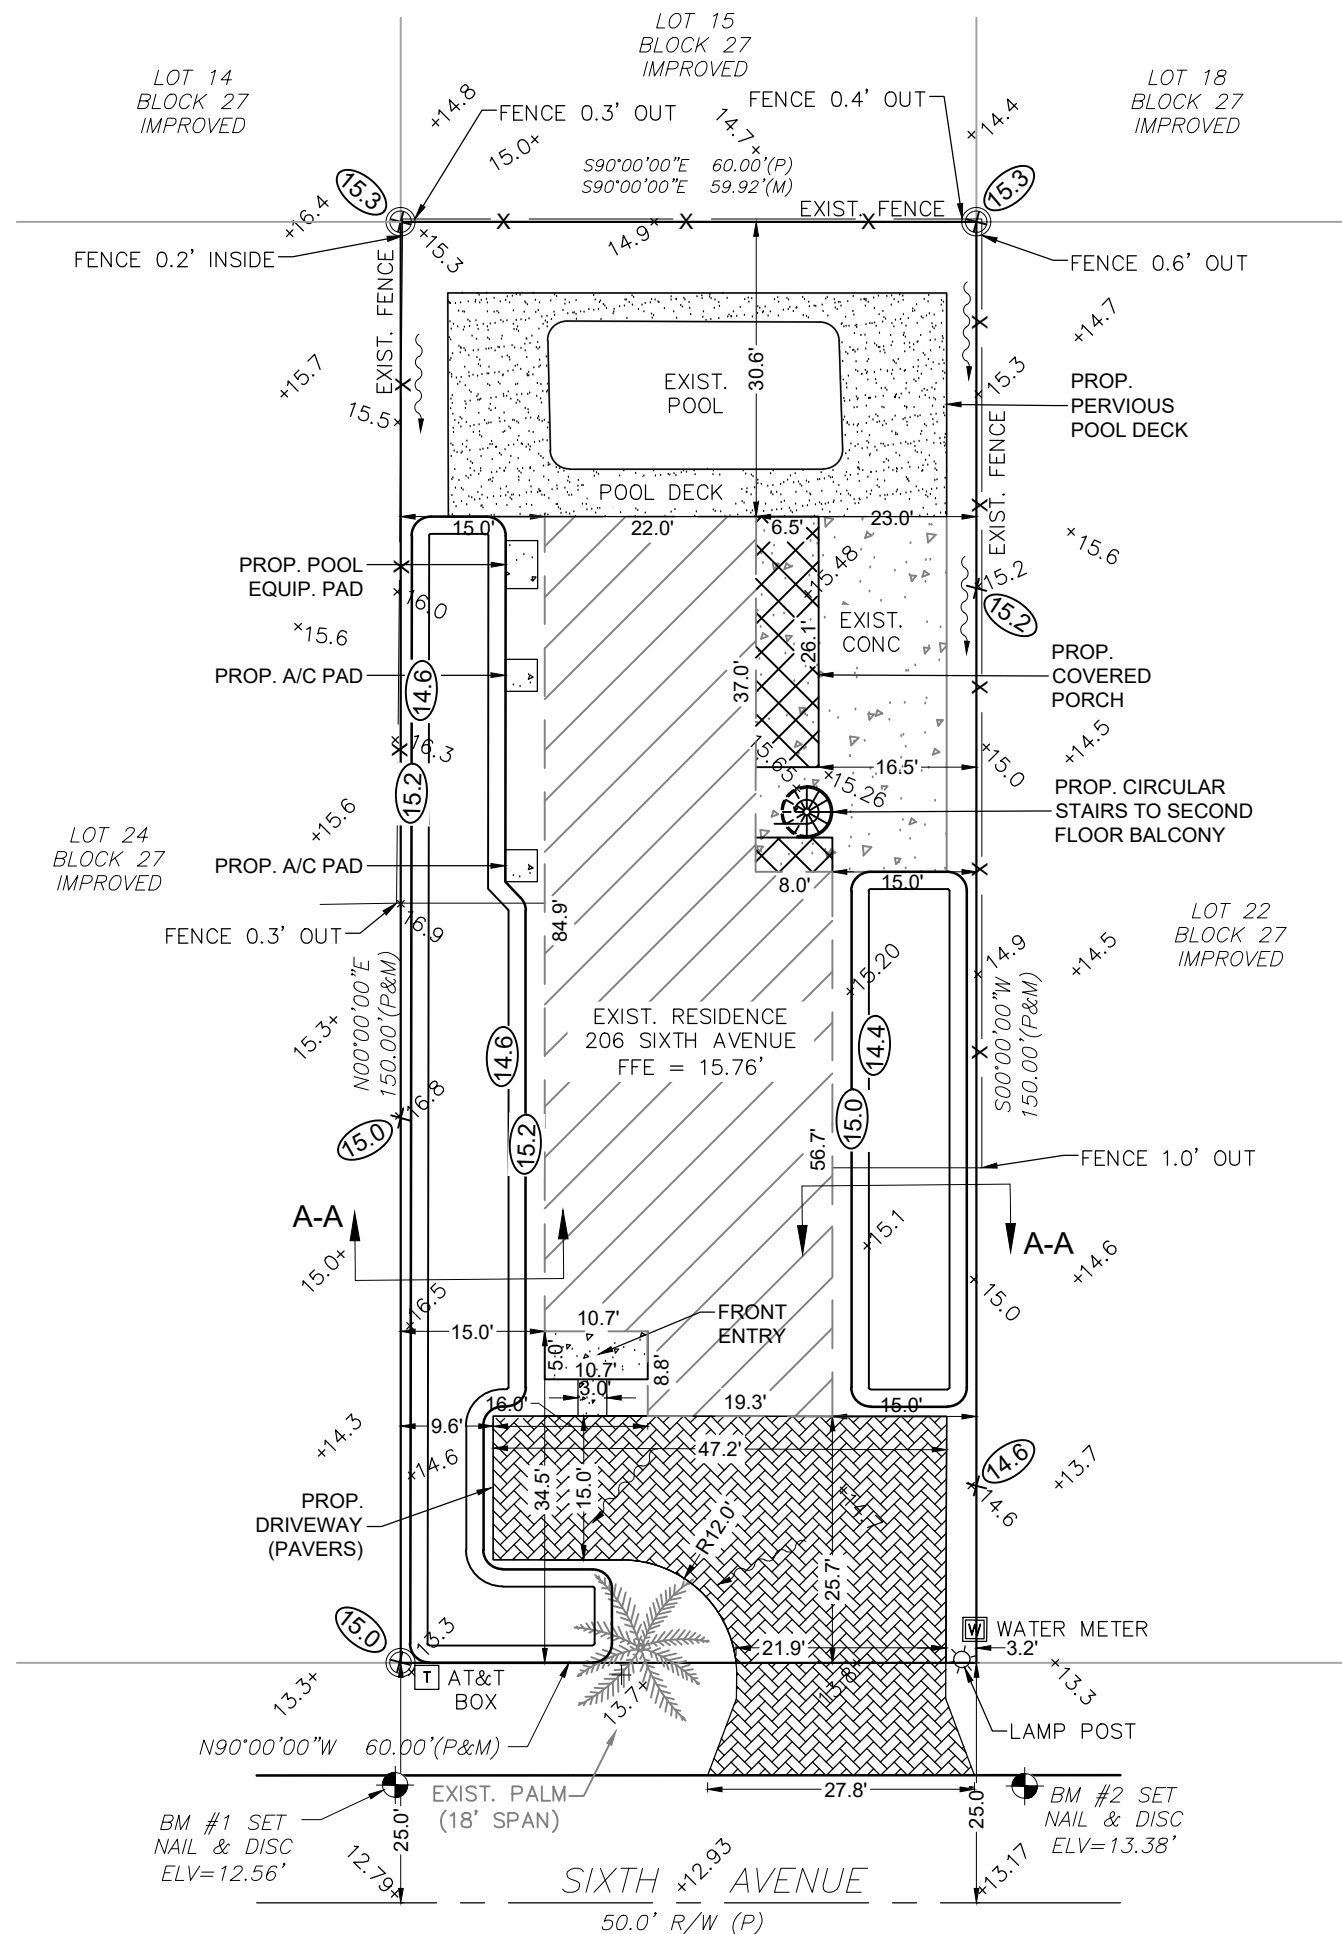 LOT 15
BLOCK 27
IMPROVED
LOT 14
BLOCK 27
IMPROVED
LOT 18
BLOCK 27
IMPROVED
+14.8
FENCE 0.3' OUT
FENCE 0.4' OUT
14.7+
+14.4
15.0+
S90°00'00"E 60.00'(P)
S90°00'00"E 59.92'(M)
15.3
15.3
EXIST. FENCE
+16.4
+15.3
14.9
FENCE 0.2' INSIDE
FENCE 0.6' OUT
EXIST. FENCE
+14.7
+15.7
15.5
EXIST.
POOL
30.6'
15.3
PROP.
PERVIOUS
POOL DECK
EXIST. FENCE
POOL DECK
15.0'
22.0'
6.5'
23.0'
+15.6
PROP. POOL
EQUIP. PAD
+15.48
15.2
15.2
16.0
15.6
EXIST.
CONC
26.1'
37.0'
PROP. A/C PAD
14.6
PROP.
COVERED
PORCH
16.3
15.65
16.5'
+15.26
+15.0
+14.5
15.2
PROP. CIRCULAR
STAIRS TO SECOND
FLOOR BALCONY
+15.6
LOT 24
BLOCK 27
IMPROVED
PROP. A/C PAD
8.0'
15.0'
84.9'
16.9
FENCE 0.3' OUT
LOT 22
BLOCK 27
IMPROVED
+15.20
14.9
+14.5
N00°00'00"E
150.00'(P&M)
S00°00'00"W
150.00'(P&M)
15.3+
EXIST. RESIDENCE
206 SIXTH AVENUE
FFE = 15.76'
14.6
14.4
16.8
15.0
15.0
15.2
56.7'
FENCE 1.0' OUT
A-A
A-A
+15.1
15.0+
+14.6
15.0
+16.5
15.0'
10.7'
FRONT
ENTRY
5.0'
10.7'
8.8'
3.0'
16.0'
19.3'
15.0'
9.6'
+14.3
+14.6
47.2'
14.6
+13.7
14.6
34.5'
15.0'
+14.7
PROP.
DRIVEWAY
(PAVERS)
R12.0'
25.7'
15.0
+13.3
W
WATER METER
21.9'
3.2'
13.3+
T
AT&T
BOX
13.7+
13.8+
+13.3
LAMP POST
N90°00'00"W 60.00'(P&M)
EXIST. PALM
(18' SPAN)
27.8'
BM #1 SET
NAIL & DISC
ELV=12.56'
25.0'
25.0'
BM #2 SET
NAIL & DISC
ELV=13.38'
12.79+
+12.93
+13.17
SIXTH AVENUE
50.0' R/W (P)